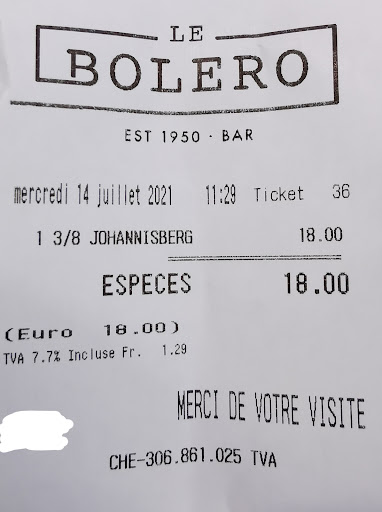 LE
BOLERO
EST 1950 · BAR
mercredi 14 juillet 2021 11:29 Ticket 36
1 3/8 JOHANNISBERG 18.00
ESPECES 18.00
(Euro 18.00)
TVA 7.7% Incluse Fr. 1.29
MERCI DE VOTRE VISITE
CHE-306.861.025 TVA